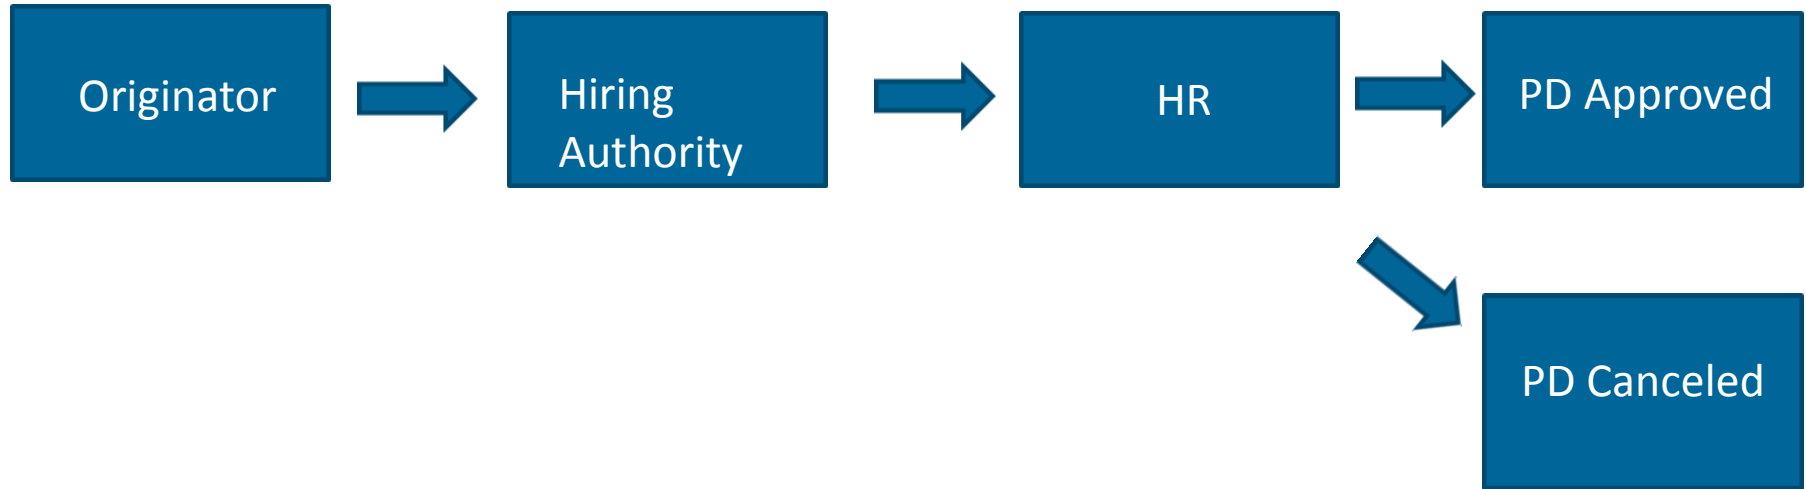 Originator
Hiring
Authority
HR
PD Approved
PD Canceled